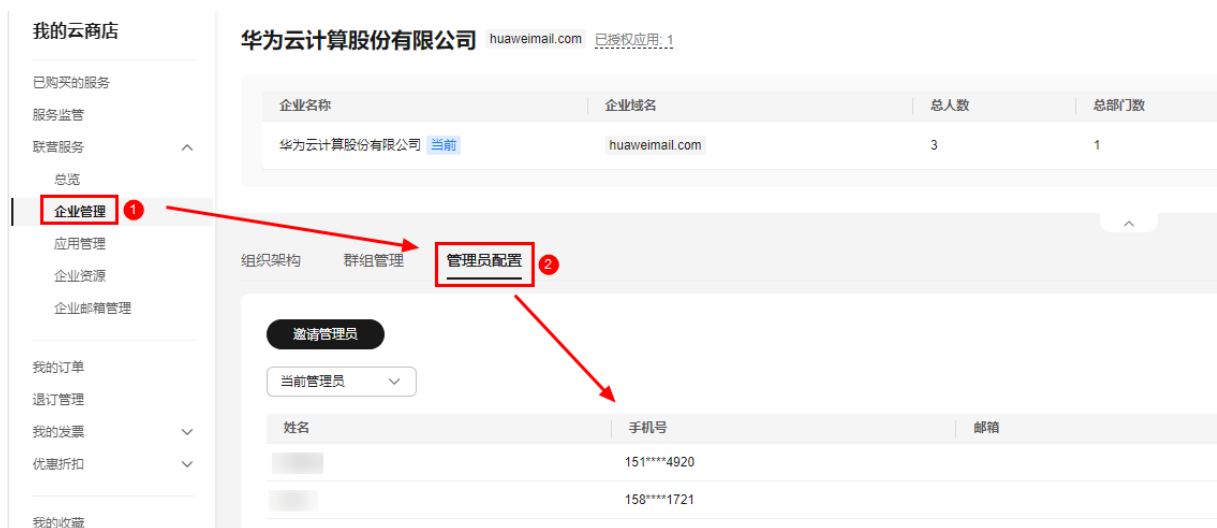 我的云商店
已购买的服务
服务监管
联营服务
总览
企业管理 1
应用管理
企业资源
企业邮箱管理
我的订单
退订管理
我的发票
优惠折扣
我的收藏
华为云计算股份有限公司 huaweimail.com 已授权应用: 1
企业名称 企业域名 总人数 总部门数
华为云计算股份有限公司 当前 huaweimail.com 3 1
组织架构 群组管理 管理员配置 2
邀请管理员
当前管理员
姓名 手机号 邮箱
151****4920
158****1721